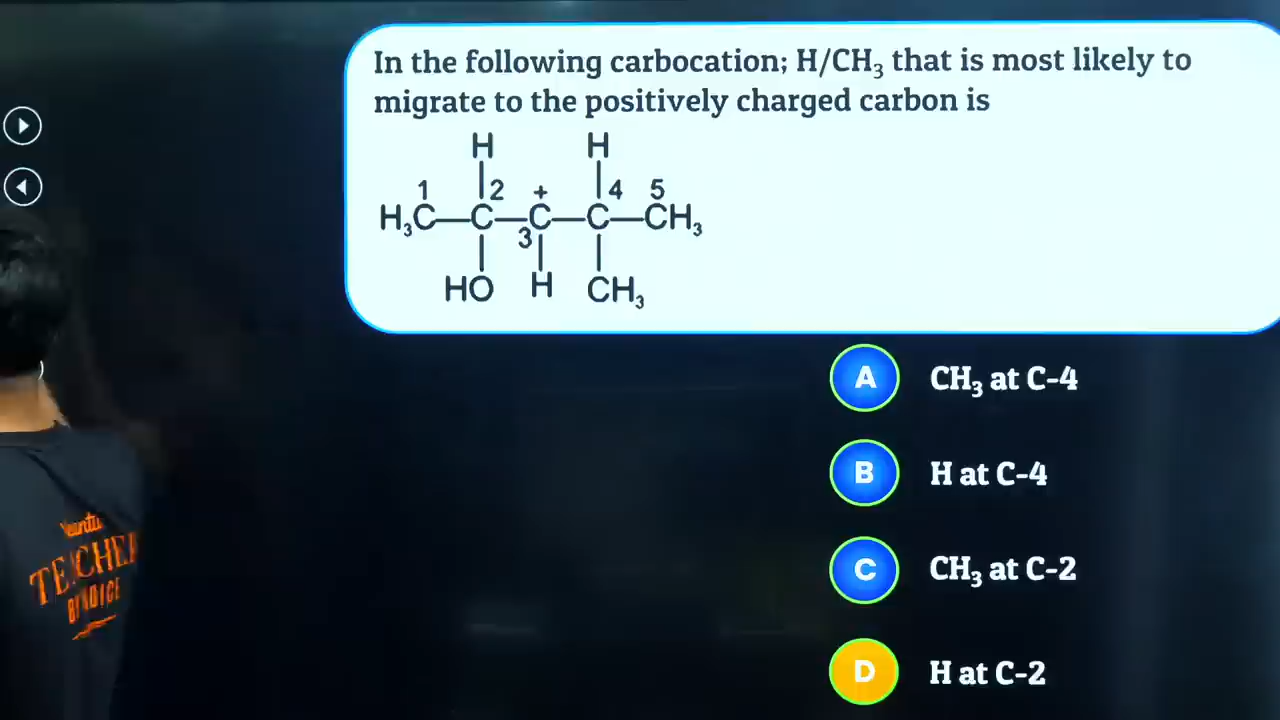 In the following carbocation; H/CH₃ that is most likely to
migrate to the positively charged carbon is
H H
1 2 + 4 5
H₃C—C—C—C—CH₃
3
HO H CH₃
A CH₃ at C-4
B H at C-4
C CH₃ at C-2
D H at C-2
TEACHER